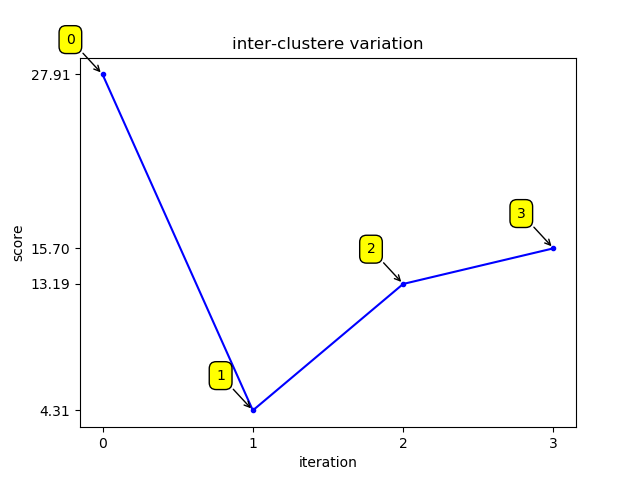 inter-clustere variation
0
27.91
3
15.70
2
13.19
1
4.31
score
0 1 2 3
iteration